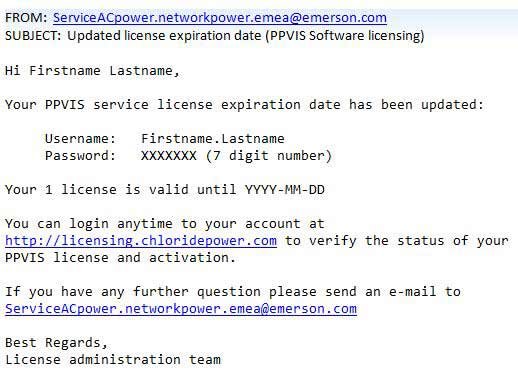 FROM: ServiceACpower.networkpower.emea@emerson.com
SUBJECT: Updated license expiration date (PPVIS Software licensing)
Hi Firstname Lastname,
Your PPVIS service license expiration date has been updated:
Username: Firstname.Lastname
Password: XXXXXXX (7 digit number)
Your 1 license is valid until YYYY-MM-DD
You can login anytime to your account at
http://licensing.chloridepower.com to verify the status of your
PPVIS license and activation.
If you have any further question please send an e-mail to
ServiceACpower.networkpower.emea@emerson.com
Best Regards,
License administration team